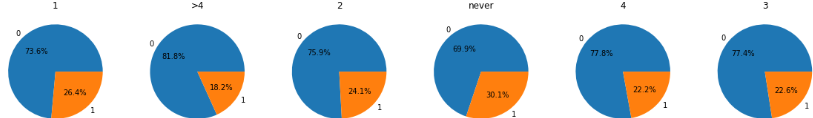 1 >4 2 never 4 3
0 0 0 0 0 0
73.6% 81.8% 75.9% 69.9% 77.8% 77.4%
26.4% 18.2% 24.1% 30.1% 22.2% 22.6%
1 1 1 1 1 1